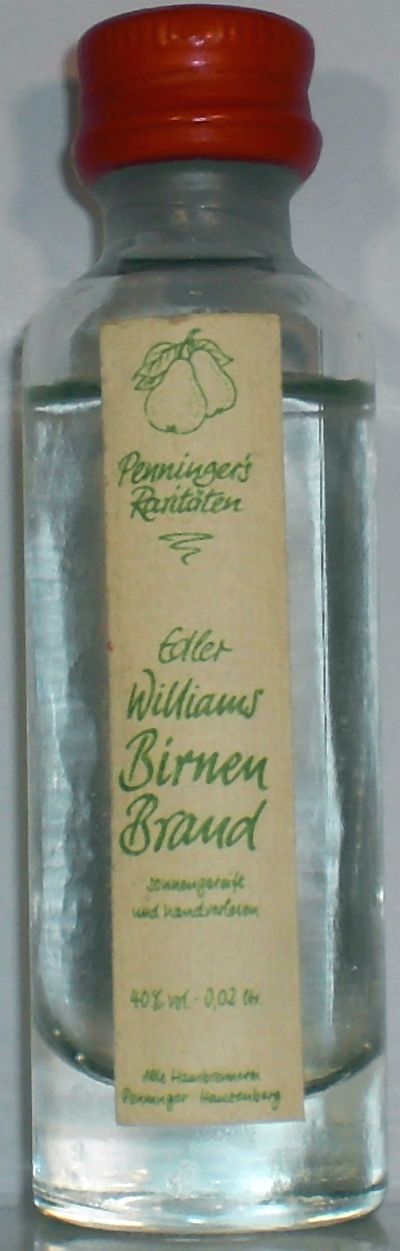 Penninger's
Raritäten
Edler
Williams
Birnen
Brand
sonnengereift
und handverlesen
40% vol. - 0,02 ltr.
Alte Hausbrennerei
Penninger Hauzenberg